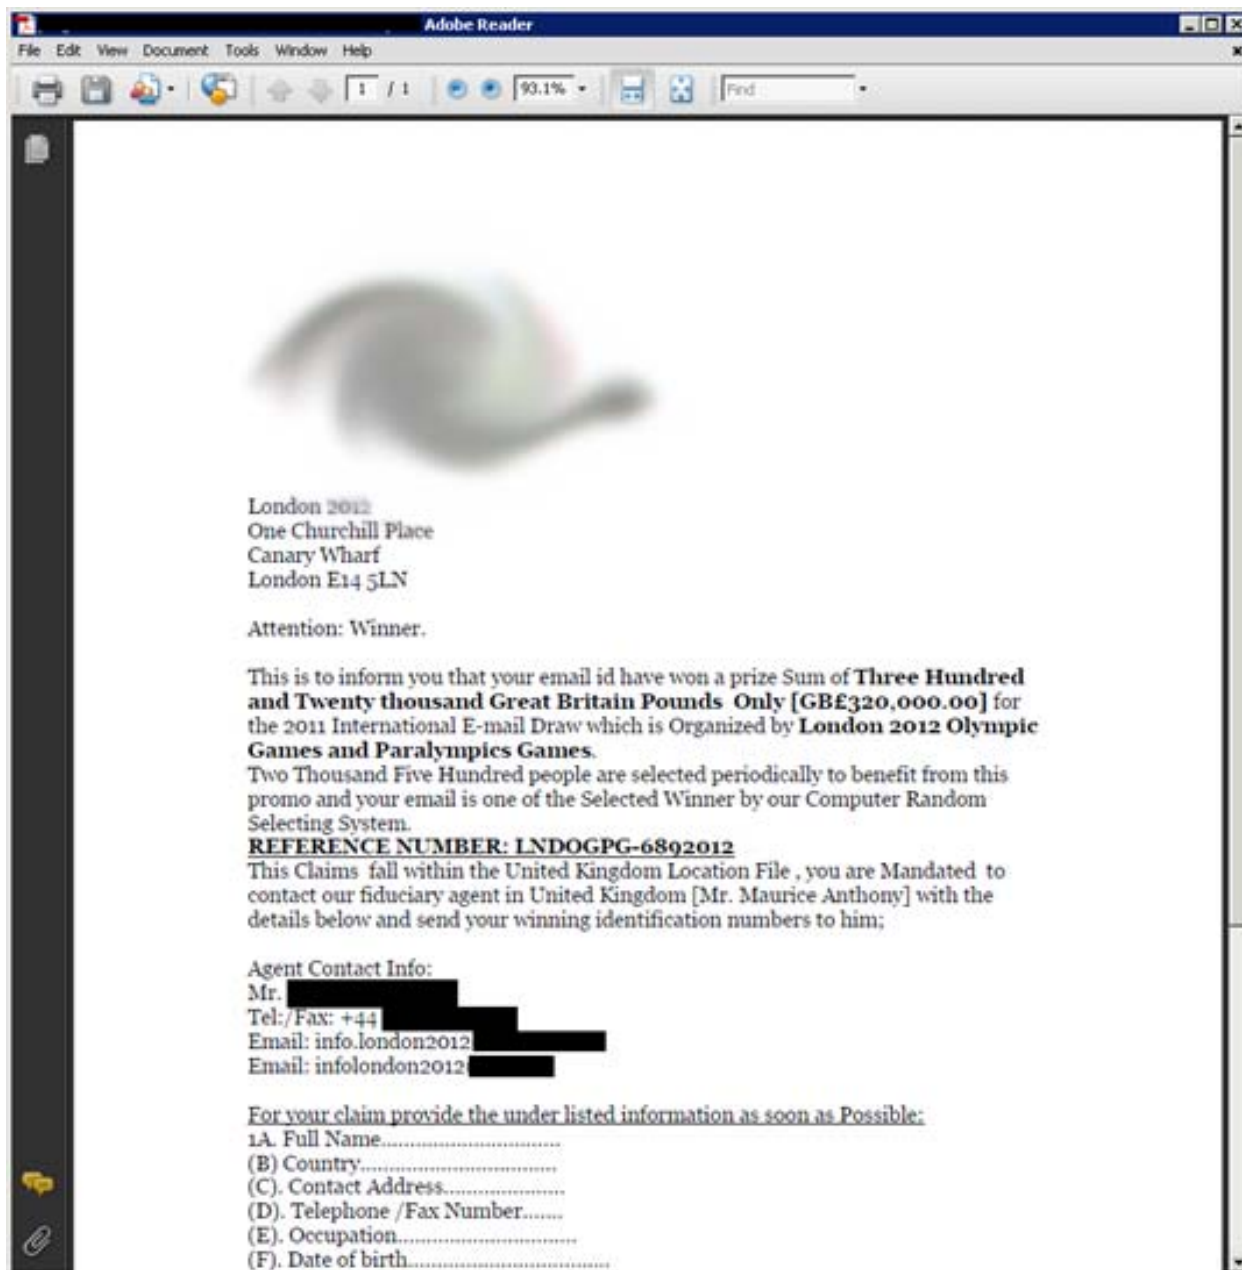 Adobe Reader
File Edit View Document Tools Window Help
1 / 1 93.1% Find
London 2012
One Churchill Place
Canary Wharf
London E14 5LN
Attention: Winner.
This is to inform you that your email id have won a prize Sum of Three Hundred
and Twenty thousand Great Britain Pounds Only [GB£320,000.00] for
the 2011 International E-mail Draw which is Organized by London 2012 Olympic
Games and Paralympics Games.
Two Thousand Five Hundred people are selected periodically to benefit from this
promo and your email is one of the Selected Winner by our Computer Random
Selecting System.
REFERENCE NUMBER: LNDOGPG-6892012
This Claims fall within the United Kingdom Location File , you are Mandated to
contact our fiduciary agent in United Kingdom [Mr. Maurice Anthony] with the
details below and send your winning identification numbers to him;
Agent Contact Info:
Mr.
Tel:/Fax: +44
Email: info.london2012
Email: infolondon2012
For your claim provide the under listed information as soon as Possible:
1A. Full Name..................................
(B) Country.....................................
(C). Contact Address.......................
(D). Telephone /Fax Number.......
(E). Occupation..................................
(F). Date of birth......................................